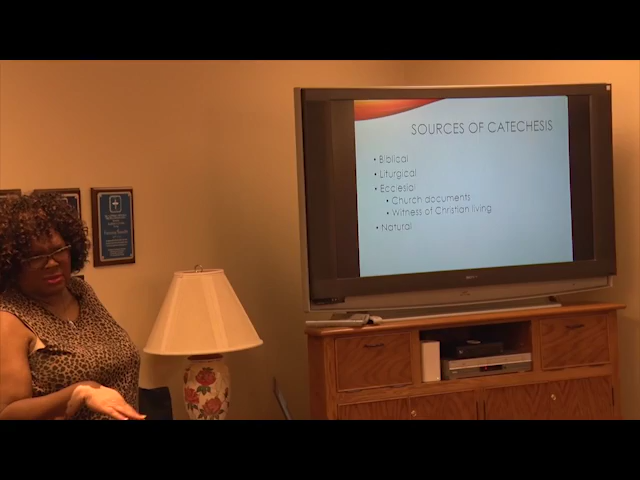 SOURCES OF CATECHESIS
• Biblical
• Liturgical
• Ecclesial
• Church documents
• Witness of Christian living
• Natural